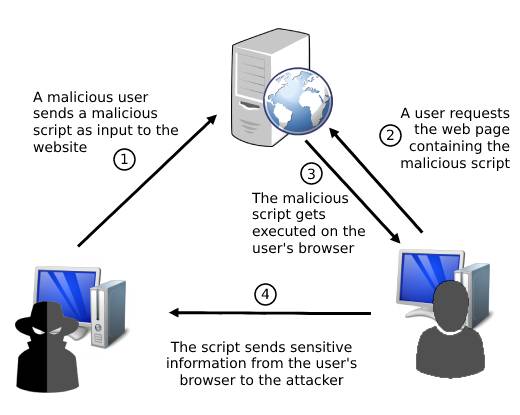 A malicious user
sends a malicious
script as input to the
website
1
2
A user requests
the web page
containing the
malicious script
3
The malicious
script gets
executed on the
user's browser
4
The script sends sensitive
information from the user's
browser to the attacker